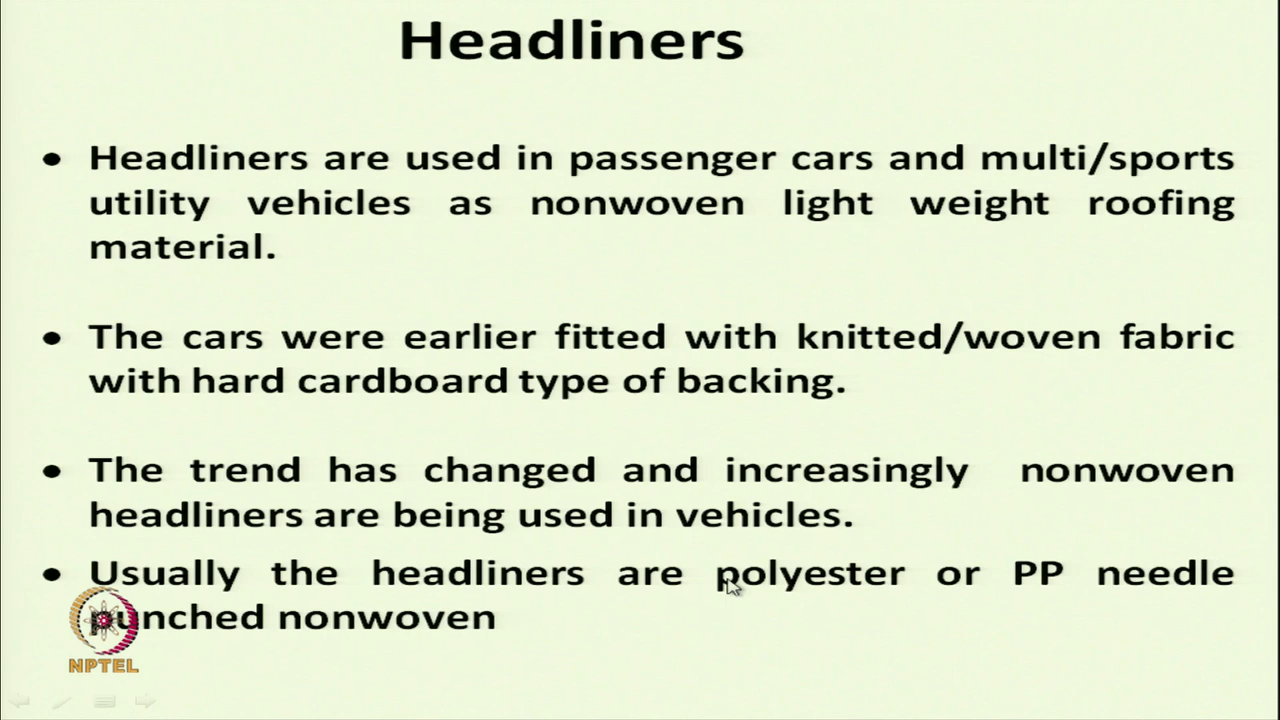 Headliners
• Headliners are used in passenger cars and multi/sports
utility vehicles as nonwoven light weight roofing
material.
• The cars were earlier fitted with knitted/woven fabric
with hard cardboard type of backing.
• The trend has changed and increasingly nonwoven
headliners are being used in vehicles.
• Usually the headliners are polyester or PP needle
punched nonwoven
NPTEL